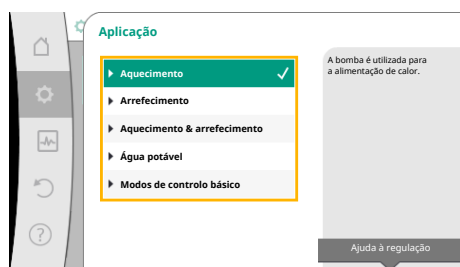 Aplicação
Aquecimento
Arrefecimento
Aquecimento & arrefecimento
Água potável
Modos de controlo básico
A bomba é utilizada para
a alimentação de calor.
Ajuda à regulação
?